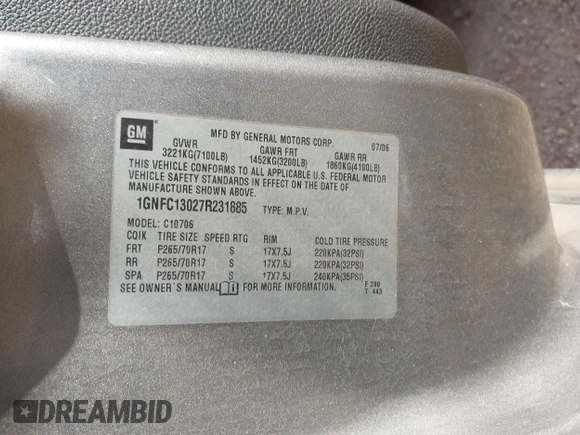 GM
MFD BY GENERAL MOTORS CORP. 07/06
GVWR GAWR FRT GAWR RR
3221KG(7100LB) 1452KG(3200LB) 1860KG(4100LB)
THIS VEHICLE CONFORMS TO ALL APPLICABLE U.S. FEDERAL MOTOR
VEHICLE SAFETY STANDARDS IN EFFECT ON THE DATE OF
MANUFACTURE SHOWN ABOVE.
1GNFC13027R231885 TYPE: M.P.V.
MODEL: C10706
COIK TIRE SIZE SPEED RTG RIM COLD TIRE PRESSURE
FRT P265/70R17 S 17X7.5J 220KPA(32PSI)
RR P265/70R17 S 17X7.5J 220KPA(32PSI)
SPA P265/70R17 S 17X7.5J 240KPA(35PSI)
SEE OWNER'S MANUAL FOR MORE INFORMATION.
F 280
T 443
DREAMBID